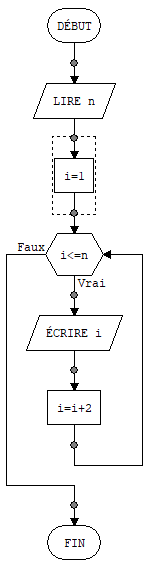 DÉBUT
LIRE n
i=1
i<=n
Faux
Vrai
ÉCRIRE i
i=i+2
FIN